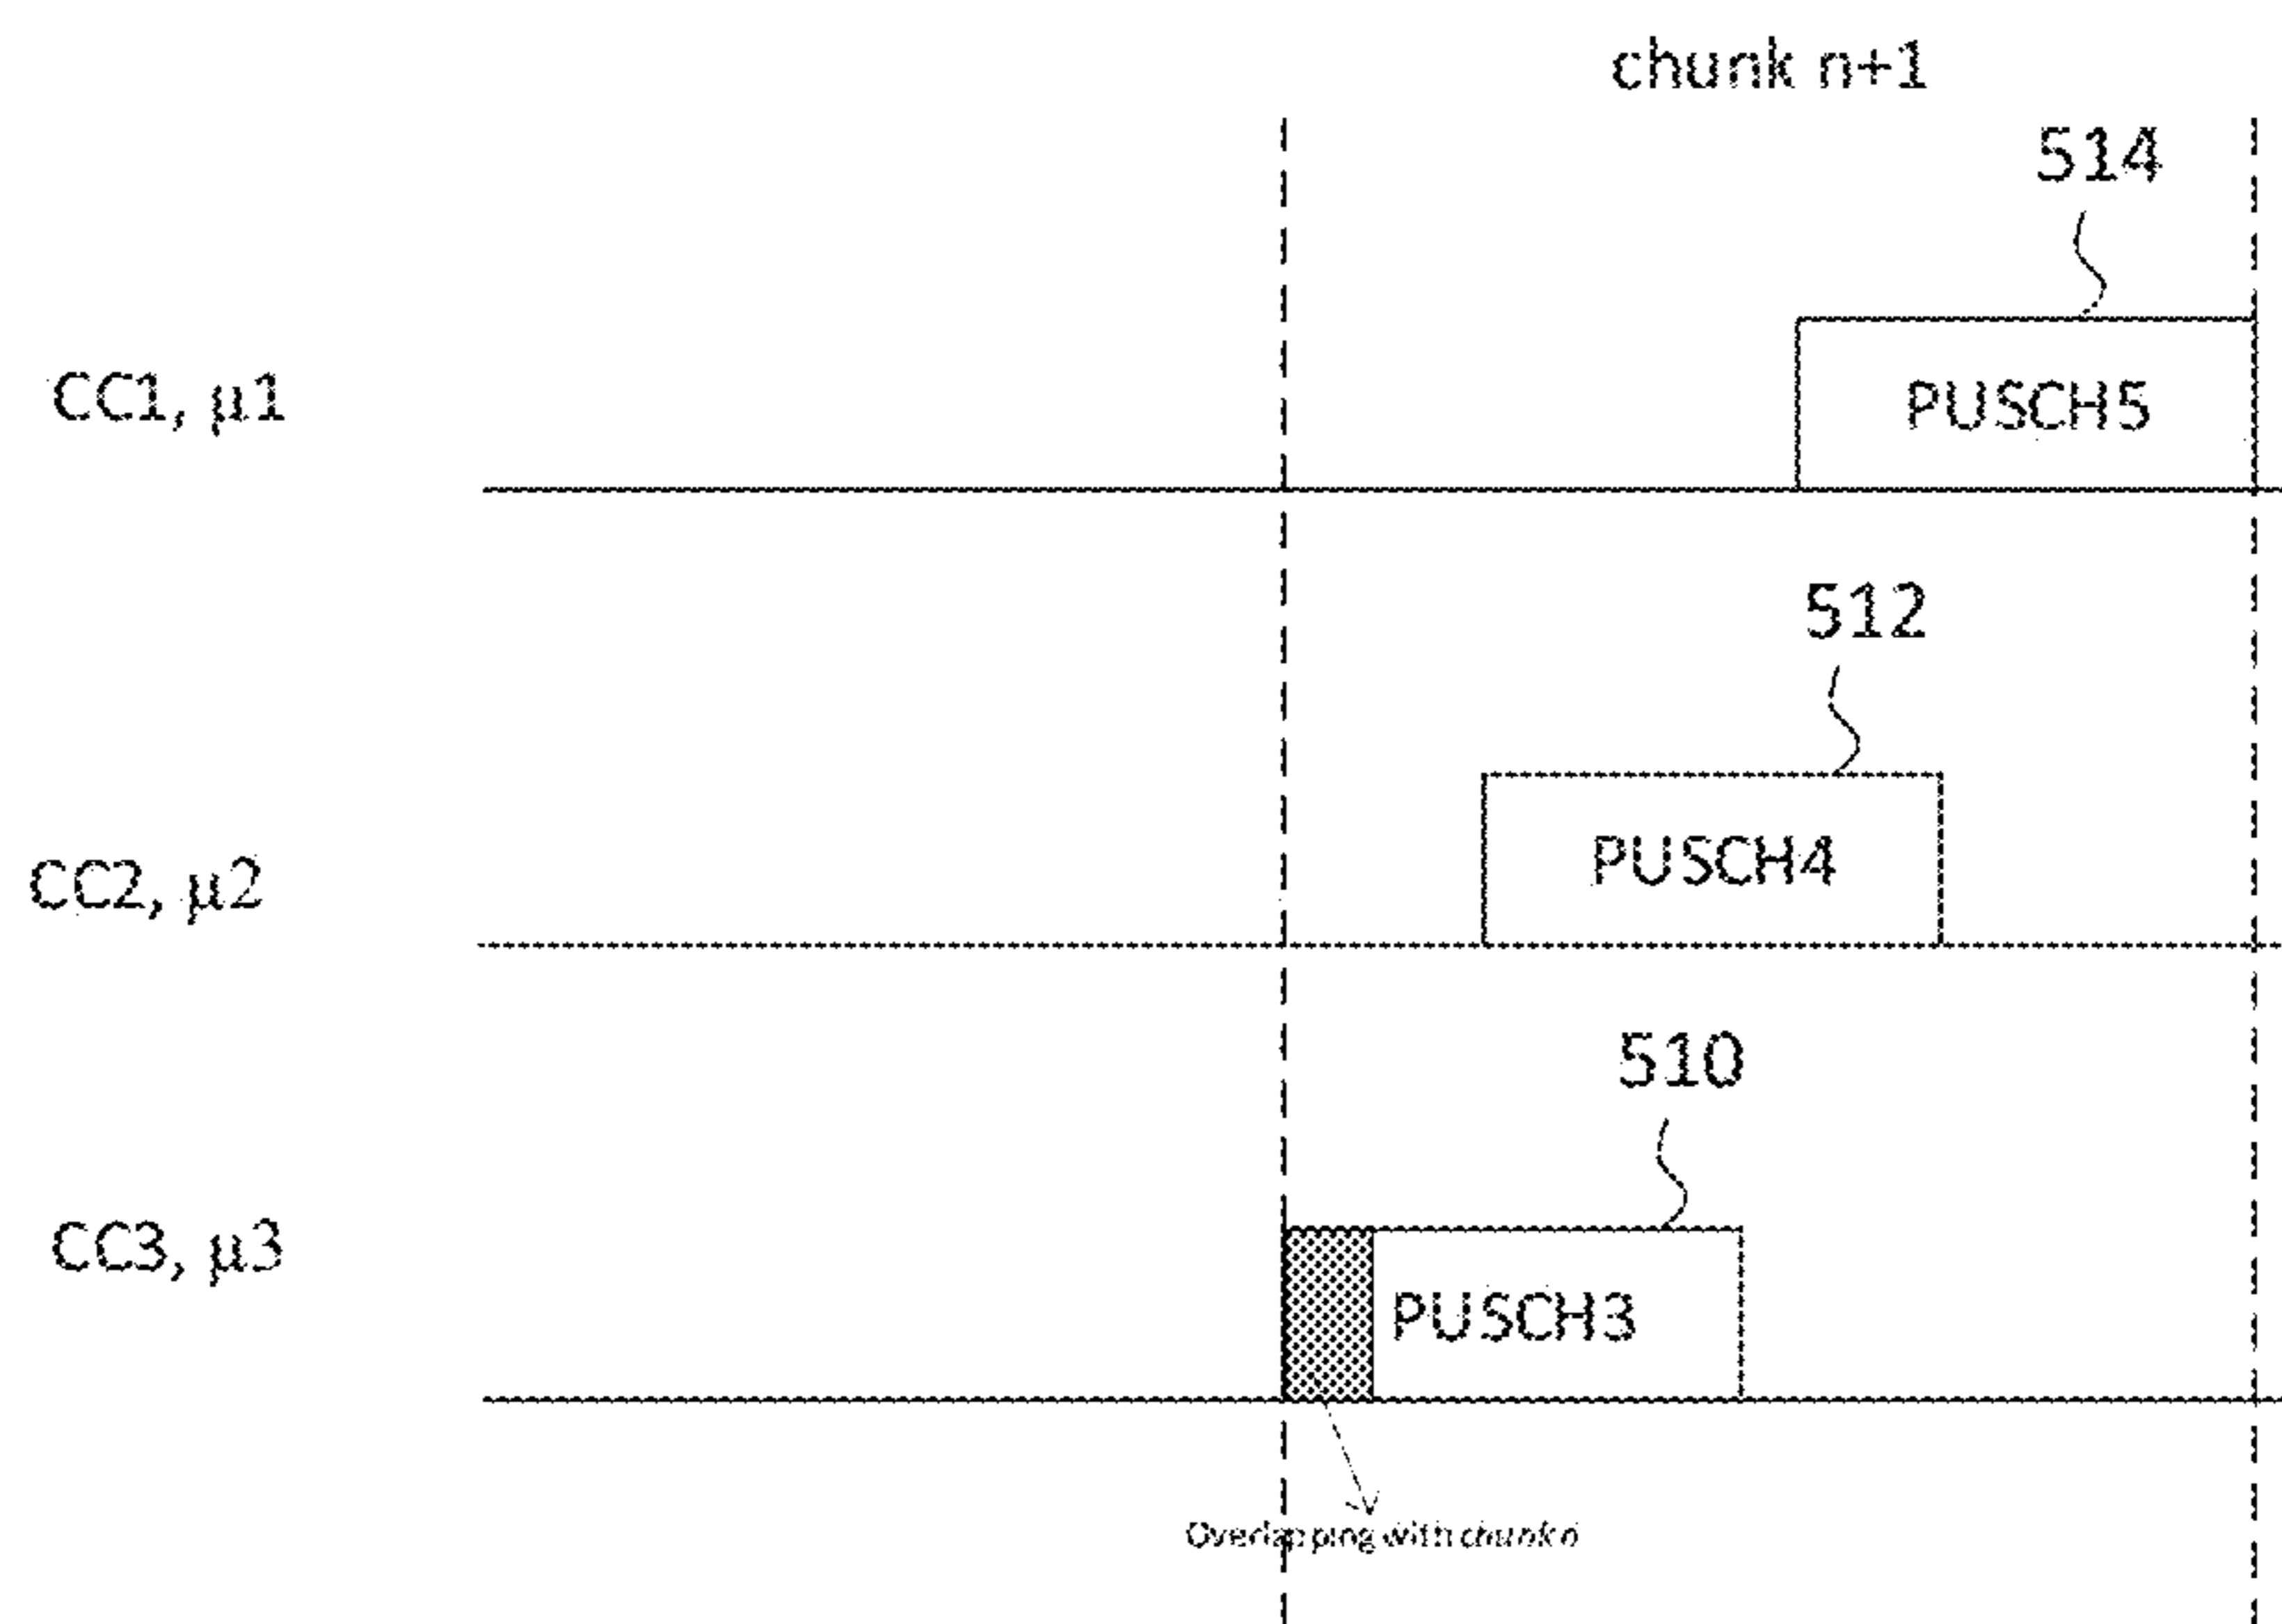 chunk n+1
514
CC1, μ1
PUSCH5
512
CC2, μ2
PUSCH4
510
CC3, μ3
PUSCH3
Overlapping with chunk n